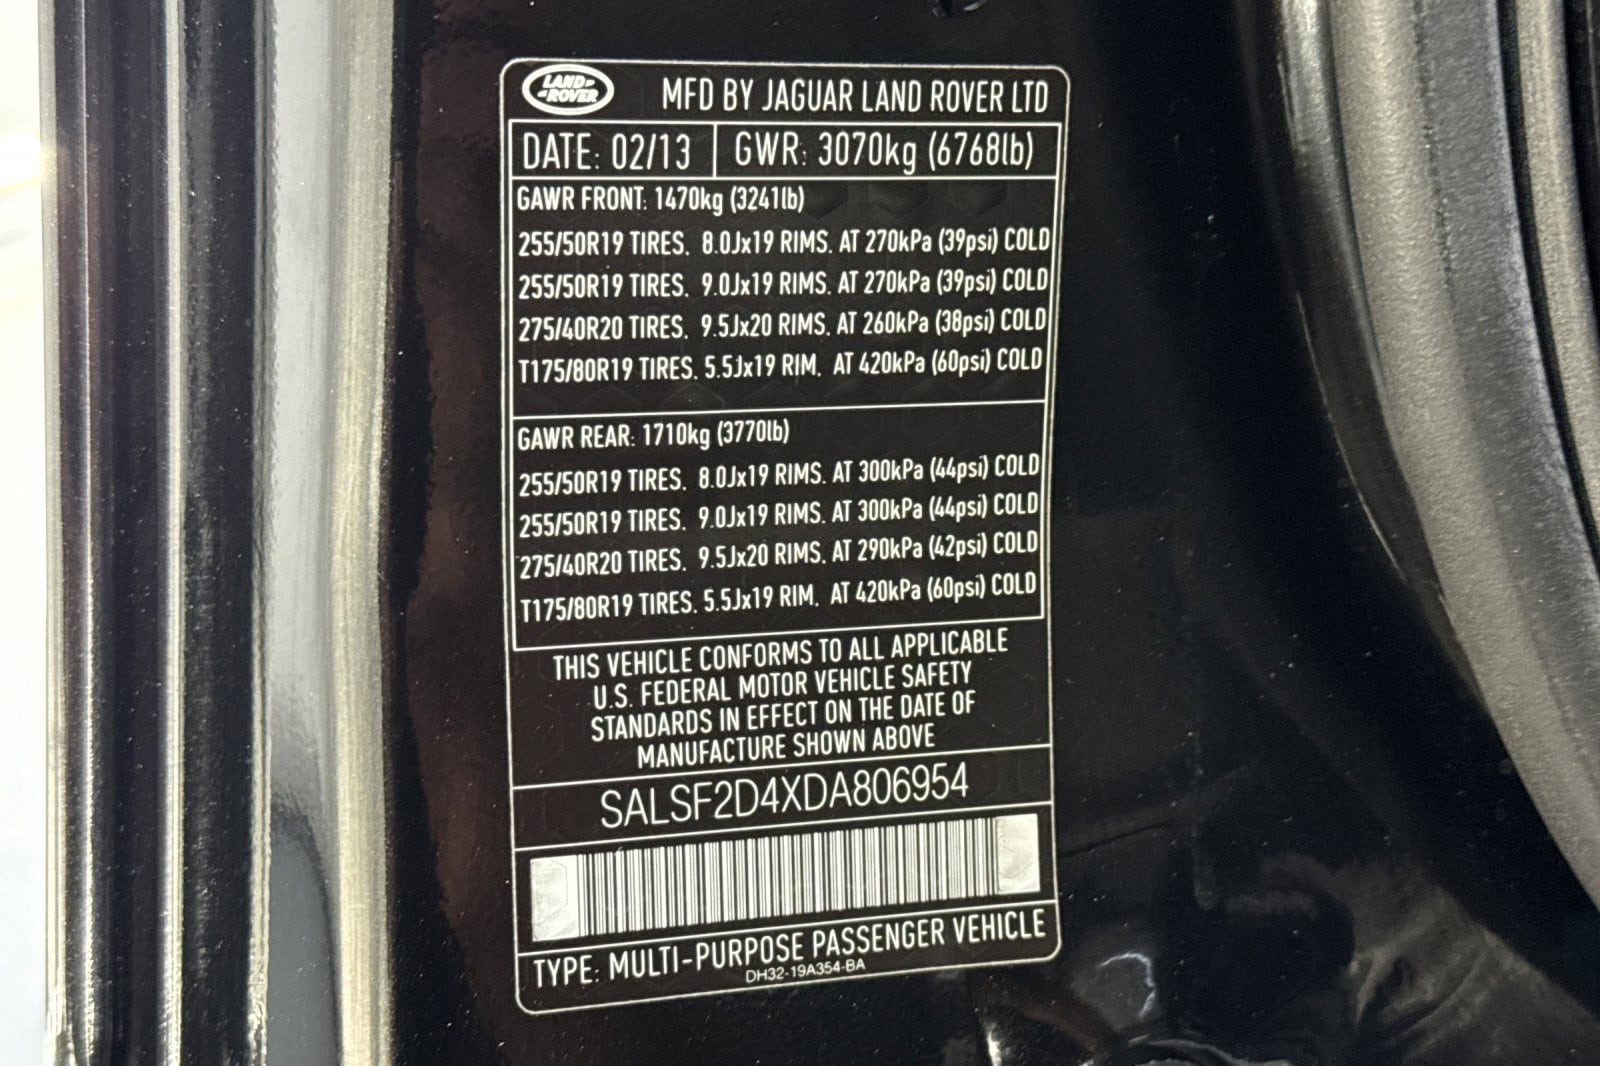 LAND ROVER
MFD BY JAGUAR LAND ROVER LTD
DATE: 02/13 GWR: 3070kg (6768lb)
GAWR FRONT: 1470kg (3241lb)
255/50R19 TIRES. 8.0Jx19 RIMS. AT 270kPa (39psi) COLD
255/50R19 TIRES. 9.0Jx19 RIMS. AT 270kPa (39psi) COLD
275/40R20 TIRES. 9.5Jx20 RIMS. AT 260kPa (38psi) COLD
T175/80R19 TIRES. 5.5Jx19 RIM. AT 420kPa (60psi) COLD
GAWR REAR: 1710kg (3770lb)
255/50R19 TIRES. 8.0Jx19 RIMS. AT 300kPa (44psi) COLD
255/50R19 TIRES. 9.0Jx19 RIMS. AT 300kPa (44psi) COLD
275/40R20 TIRES. 9.5Jx20 RIMS. AT 290kPa (42psi) COLD
T175/80R19 TIRES. 5.5Jx19 RIM. AT 420kPa (60psi) COLD
THIS VEHICLE CONFORMS TO ALL APPLICABLE
U.S. FEDERAL MOTOR VEHICLE SAFETY
STANDARDS IN EFFECT ON THE DATE OF
MANUFACTURE SHOWN ABOVE
SALSF2D4XDA806954
TYPE: MULTI-PURPOSE PASSENGER VEHICLE
DH32-19A354-BA